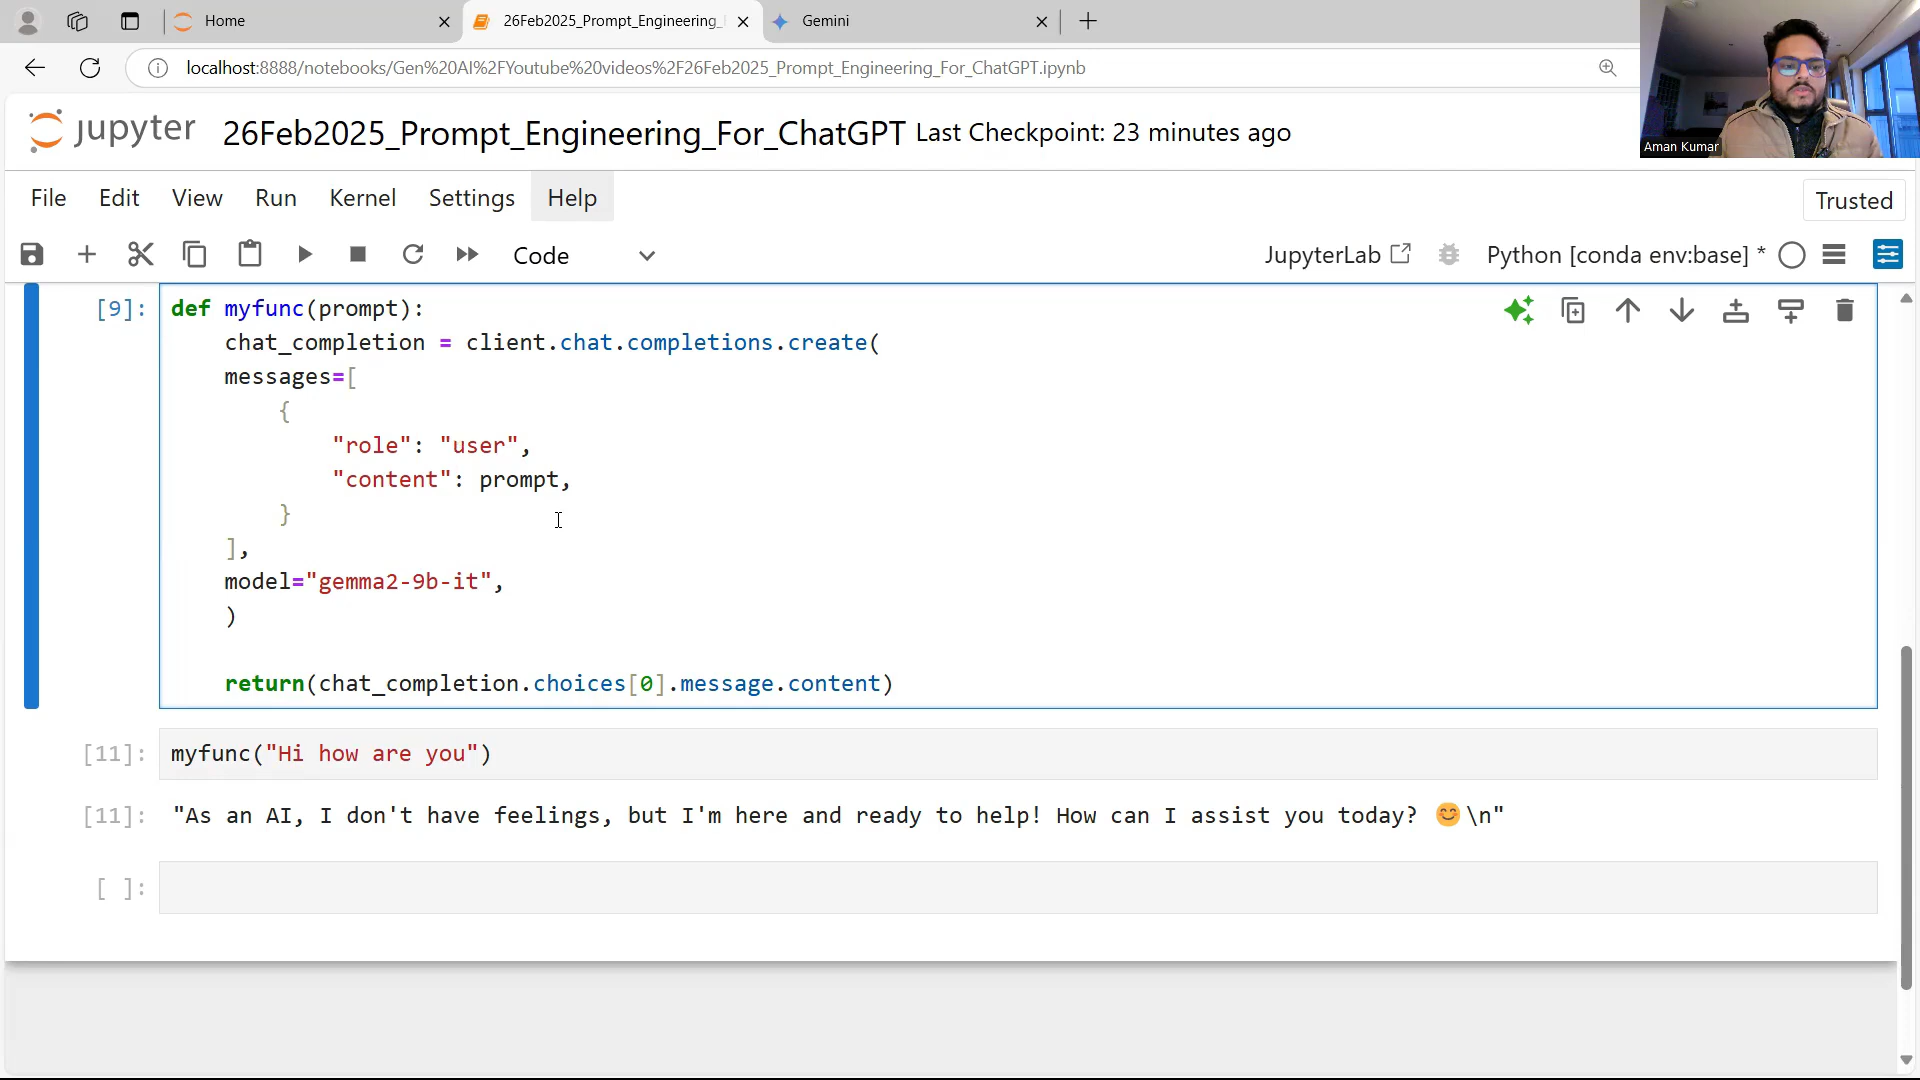 Home
26Feb2025_Prompt_Engineering_
Gemini
localhost:8888/notebooks/Gen%20AI%2FYoutube%20videos%2F26Feb2025_Prompt_Engineering_For_ChatGPT.ipynb
Aman Kumar
jupyter 26Feb2025_Prompt_Engineering_For_ChatGPT Last Checkpoint: 23 minutes ago
File Edit View Run Kernel Settings Help Trusted
Code JupyterLab Python [conda env:base] *
[9]: def myfunc(prompt):
chat_completion = client.chat.completions.create(
messages=[
{
"role": "user",
"content": prompt,
}
],
model="gemma2-9b-it",
)
return(chat_completion.choices[0].message.content)
[11]: myfunc("Hi how are you")
[11]: "As an AI, I don't have feelings, but I'm here and ready to help! How can I assist you today? 😊\n"
[ ]: